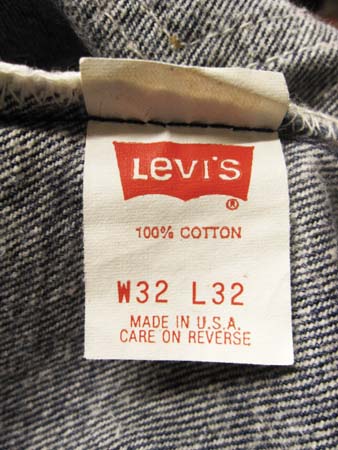 LEVI'S
®
100% COTTON
W32 L32
MADE IN U.S.A.
CARE ON REVERSE